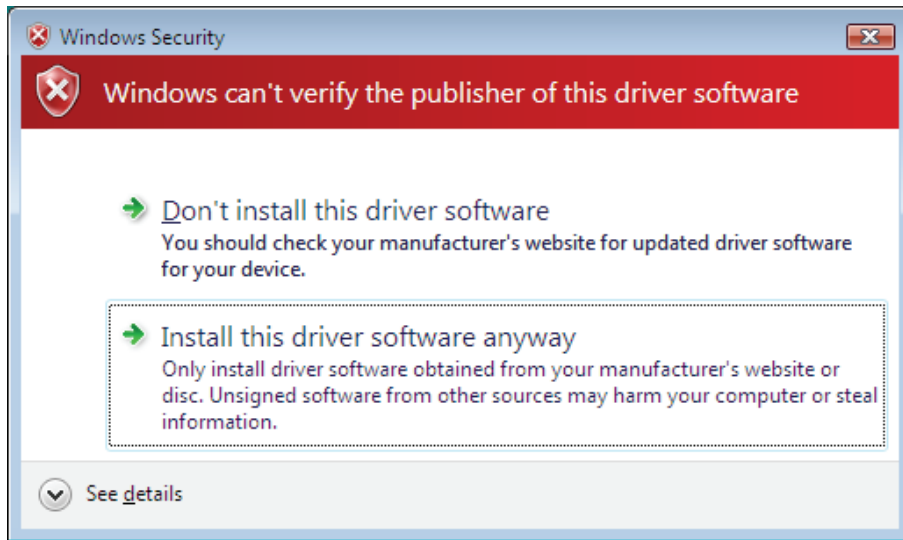 Windows Security
Windows can't verify the publisher of this driver software
Don't install this driver software
You should check your manufacturer's website for updated driver software
for your device.
Install this driver software anyway
Only install driver software obtained from your manufacturer's website or
disc. Unsigned software from other sources may harm your computer or steal
information.
See details